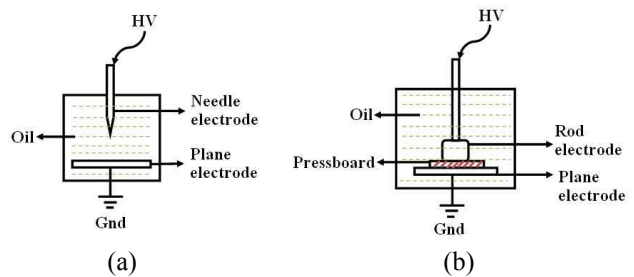 HV
Needle
electrode
Oil
Plane
electrode
Gnd
(a)
HV
Oil
Rod
electrode
Pressboard
Plane
electrode
Gnd
(b)